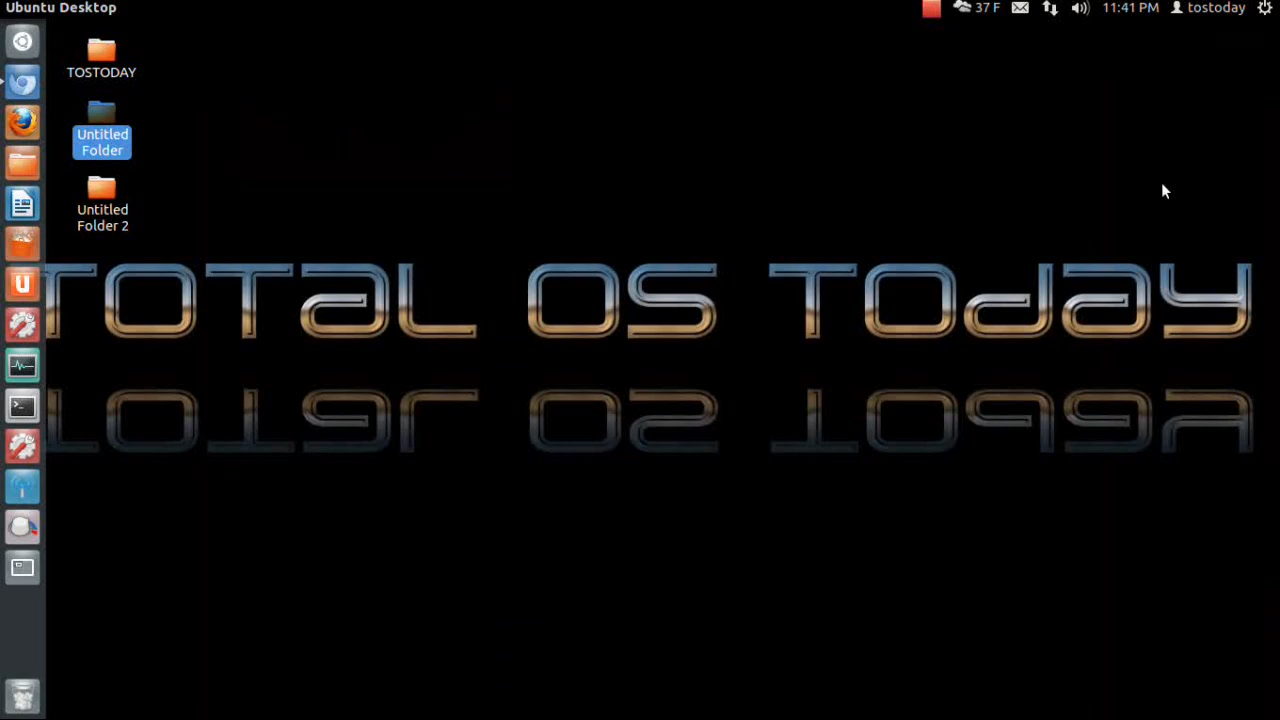 Ubuntu Desktop
37 F
11:41 PM
tostoday
TOSTODAY
Untitled
Folder
Untitled
Folder 2
TOTaL OS TOdaY